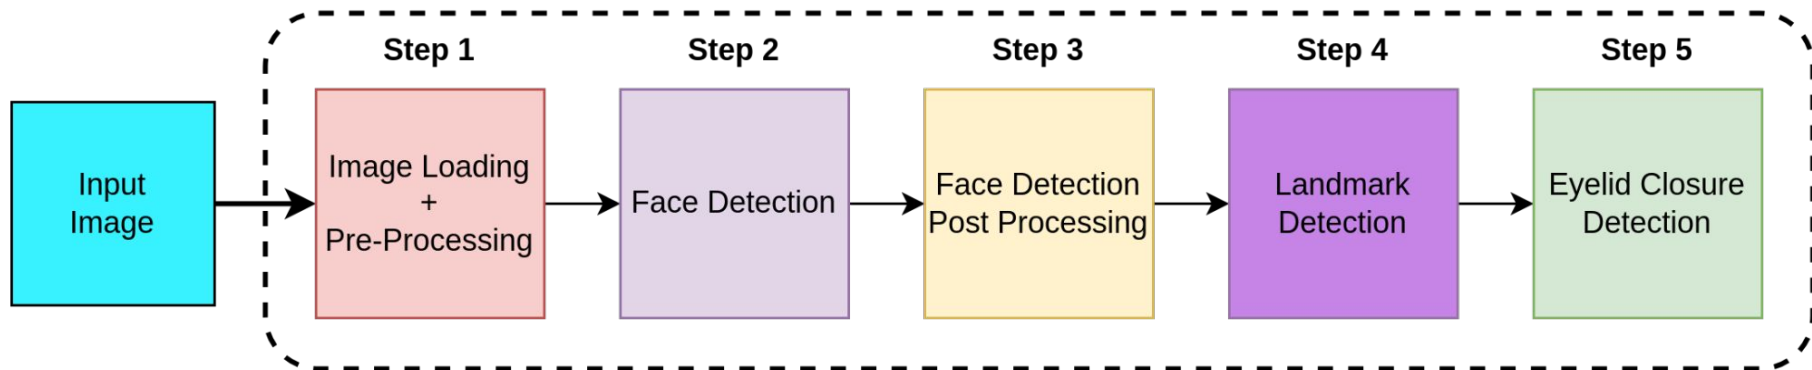 Step 1
Step 2
Step 3
Step 4
Step 5
Input
Image
Image Loading
+
Pre-Processing
Face Detection
Face Detection
Post Processing
Landmark
Detection
Eyelid Closure
Detection